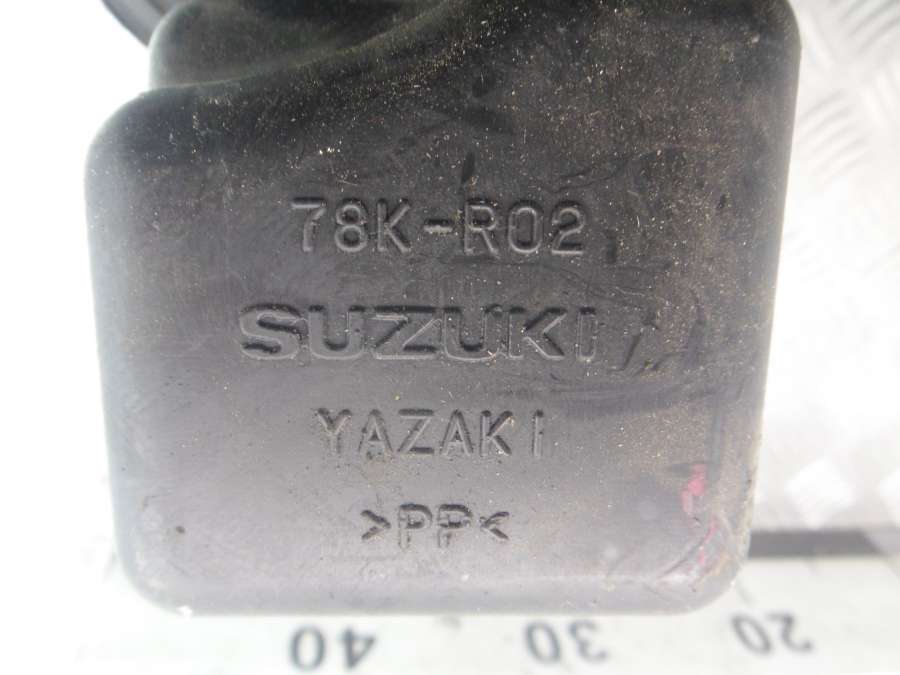 78K-R02
SUZUKI
YAZAKI
>PP<
40 30 20